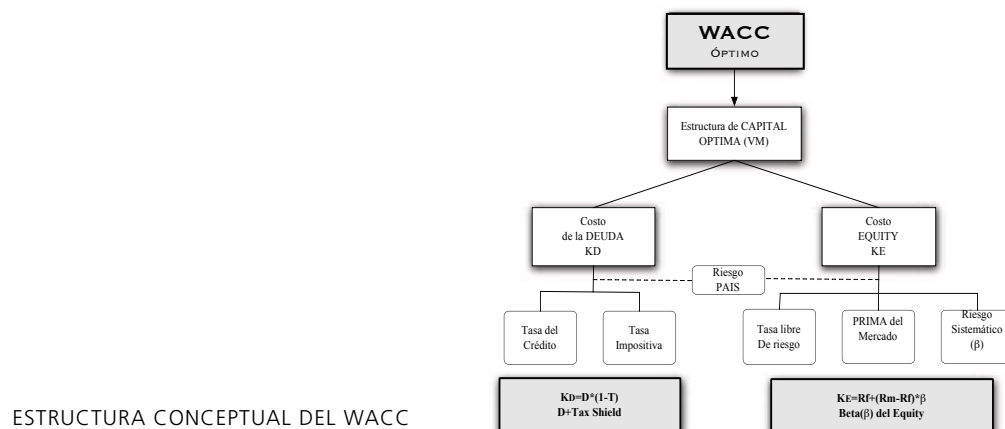 WACC
ÓPTIMO
Estructura de CAPITAL
OPTIMA (VM)
Costo
de la DEUDA
KD
Costo
EQUITY
KE
Riesgo
PAIS
Tasa del
Crédito
Tasa
Impositiva
Tasa libre
De riesgo
PRIMA del
Mercado
Riesgo
Sistemático
(β)
KD=D*(1-T)
D+Tax Shield
KE=Rf+(Rm-Rf)*β
Beta(β) del Equity
ESTRUCTURA CONCEPTUAL DEL WACC